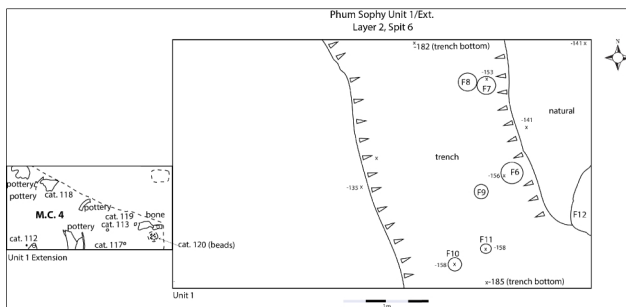 Phum Sophy Unit 1/Ext.
Layer 2, Spit 6
-182 (trench bottom)
-141
N
-153
F8
F7
natural
-141
trench
-156
F6
-135
F9
F12
F11
F10
-158
-158
-185 (trench bottom)
Unit 1
1m
pottery
cat. 118
pottery
pottery
cat. 119
bone
M.C. 4
cat. 113
pottery
cat. 112
cat. 117
cat. 120 (beads)
Unit 1 Extension